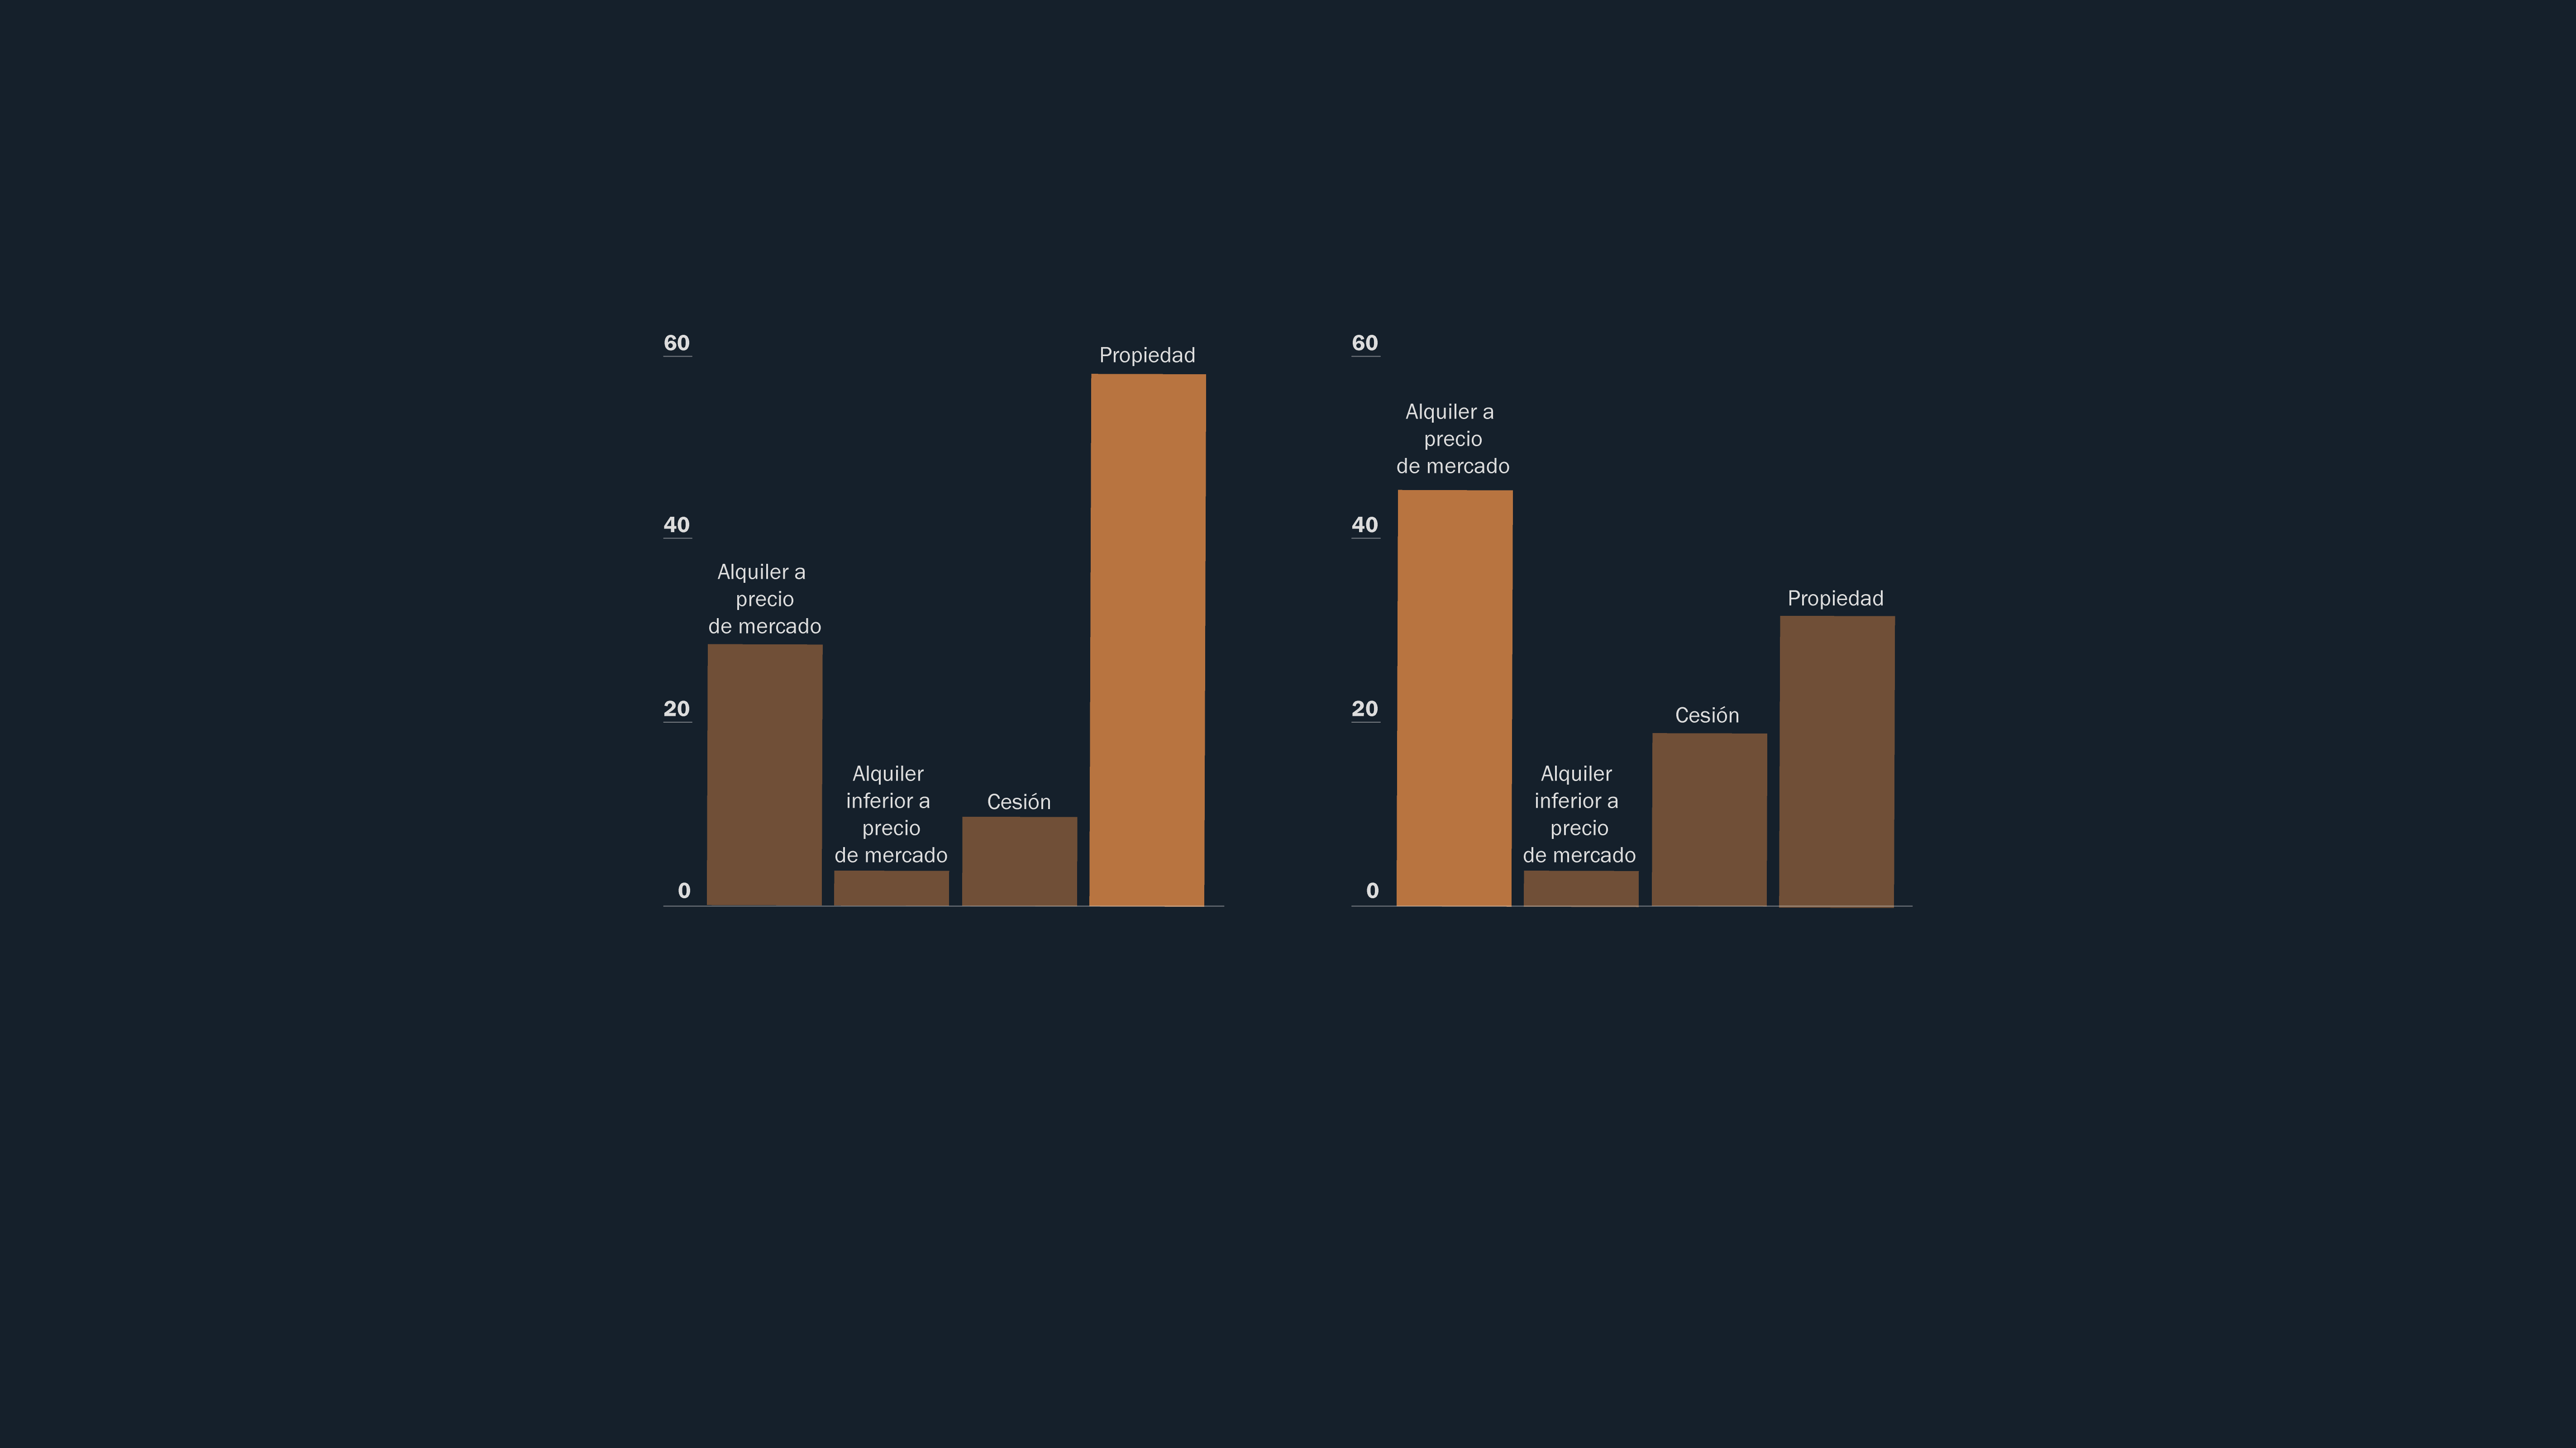 60
Propiedad
40
Alquiler a
precio
de mercado
20
Alquiler
inferior a
precio
de mercado
Cesión
0
60
Alquiler a
precio
de mercado
40
Propiedad
20
Cesión
Alquiler
inferior a
precio
de mercado
0